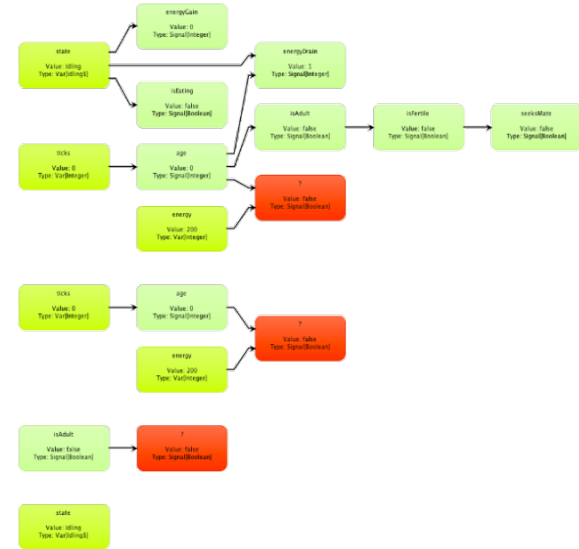 energyGain
Value: 0
Type: Signal[Integer]
state
Value: Idling
Type: Var[Idling$]
energyDrain
Value: 1
Type: Signal[Integer]
isEating
Value: false
Type: Signal[Boolean]
isAdult
Value: false
Type: Signal[Boolean]
isFertile
Value: false
Type: Signal[Boolean]
seeksMate
Value: false
Type: Signal[Boolean]
ticks
Value: 0
Type: Var[Integer]
age
Value: 0
Type: Signal[Integer]
?
Value: false
Type: Signal[Boolean]
energy
Value: 200
Type: Var[Integer]
ticks
Value: 0
Type: Var[Integer]
age
Value: 0
Type: Signal[Integer]
?
Value: false
Type: Signal[Boolean]
energy
Value: 200
Type: Var[Integer]
isAdult
Value: false
Type: Signal[Boolean]
?
Value: false
Type: Signal[Boolean]
state
Value: Idling
Type: Var[Idling$]